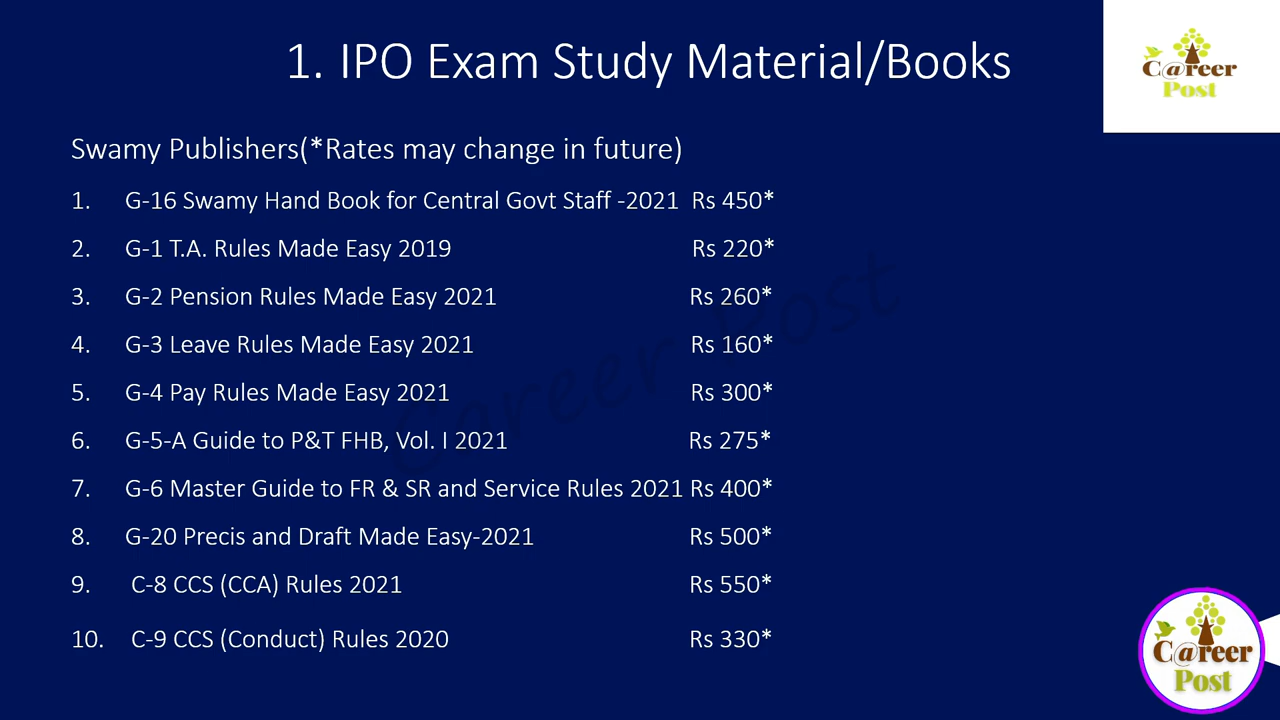 1. IPO Exam Study Material/Books
C@reer
Post
Swamy Publishers(*Rates may change in future)
1. G-16 Swamy Hand Book for Central Govt Staff -2021 Rs 450*
2. G-1 T.A. Rules Made Easy 2019 Rs 220*
3. G-2 Pension Rules Made Easy 2021 Rs 260*
4. G-3 Leave Rules Made Easy 2021 Rs 160*
5. G-4 Pay Rules Made Easy 2021 Rs 300*
6. G-5-A Guide to P&T FHB, Vol. I 2021 Rs 275*
7. G-6 Master Guide to FR & SR and Service Rules 2021 Rs 400*
8. G-20 Precis and Draft Made Easy-2021 Rs 500*
9. C-8 CCS (CCA) Rules 2021 Rs 550*
10. C-9 CCS (Conduct) Rules 2020 Rs 330*
Career Post
C@reer
Post